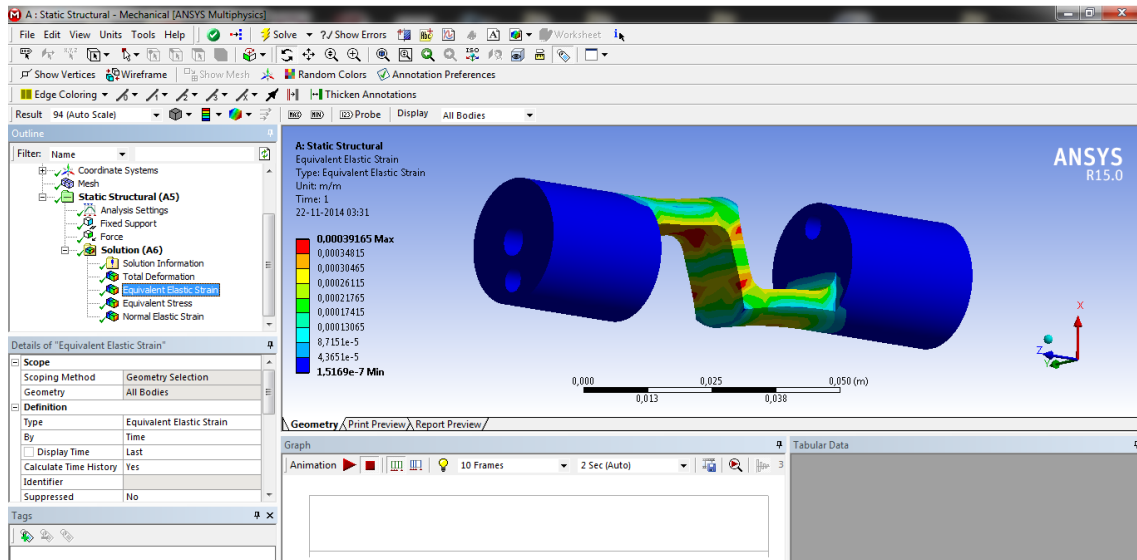 A : Static Structural - Mechanical [ANSYS Multiphysics]
File Edit View Units Tools Help Solve ?/ Show Errors Worksheet
Show Vertices Wireframe Show Mesh Random Colors Annotation Preferences
Edge Coloring Thicken Annotations
Result 94 (Auto Scale) MAX MIN 123 Probe Display All Bodies
Outline
Filter: Name
Coordinate Systems
Mesh
Static Structural (A5)
Analysis Settings
Fixed Support
Force
Solution (A6)
Solution Information
Total Deformation
Equivalent Elastic Strain
Equivalent Stress
Normal Elastic Strain
Details of "Equivalent Elastic Strain"
Scope
Scoping Method Geometry Selection
Geometry All Bodies
Definition
Type Equivalent Elastic Strain
By Time
Display Time Last
Calculate Time History Yes
Identifier
Suppressed No
Tags
A: Static Structural
Equivalent Elastic Strain
Type: Equivalent Elastic Strain
Unit: m/m
Time: 1
22-11-2014 03:31
0,00039165 Max
0,00034815
0,00030465
0,00026115
0,00021765
0,00017415
0,00013065
8,7151e-5
4,3651e-5
1,5169e-7 Min
ANSYS
R15.0
X
Z
Y
0,000 0,025 0,050 (m)
0,013 0,038
Geometry Print Preview Report Preview
Graph
Animation 10 Frames 2 Sec (Auto) 3
Tabular Data